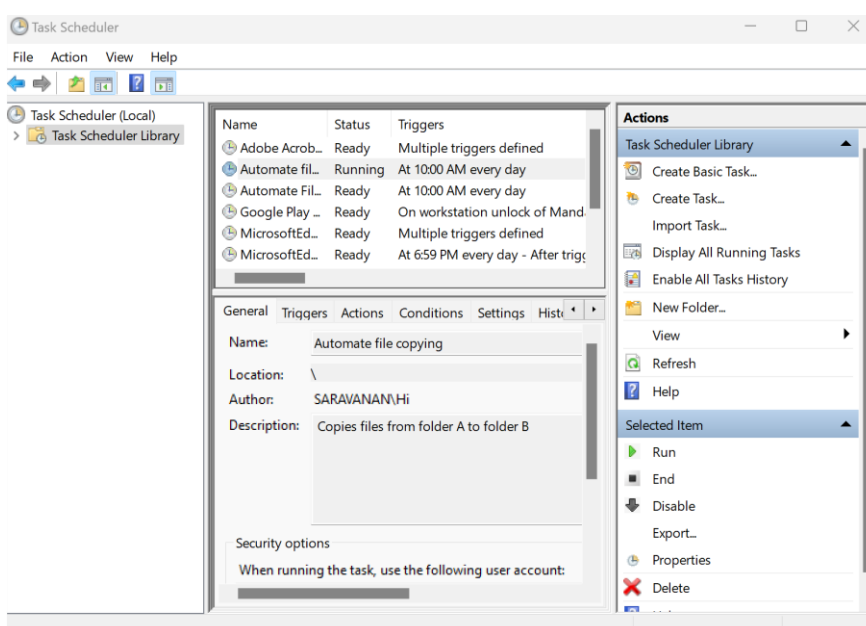 Task Scheduler
File Action View Help
Task Scheduler (Local)
Task Scheduler Library
Name Status Triggers
Adobe Acrob... Ready Multiple triggers defined
Automate fil... Running At 10:00 AM every day
Automate Fil... Ready At 10:00 AM every day
Google Play ... Ready On workstation unlock of Mand
MicrosoftEd... Ready Multiple triggers defined
MicrosoftEd... Ready At 6:59 PM every day - After trigg
General Triggers Actions Conditions Settings Histo
Name: Automate file copying
Location: \
Author: SARAVANAN\Hi
Description: Copies files from folder A to folder B
Security options
When running the task, use the following user account:
Actions
Task Scheduler Library
Create Basic Task...
Create Task...
Import Task...
Display All Running Tasks
Enable All Tasks History
New Folder...
View
Refresh
Help
Selected Item
Run
End
Disable
Export...
Properties
Delete